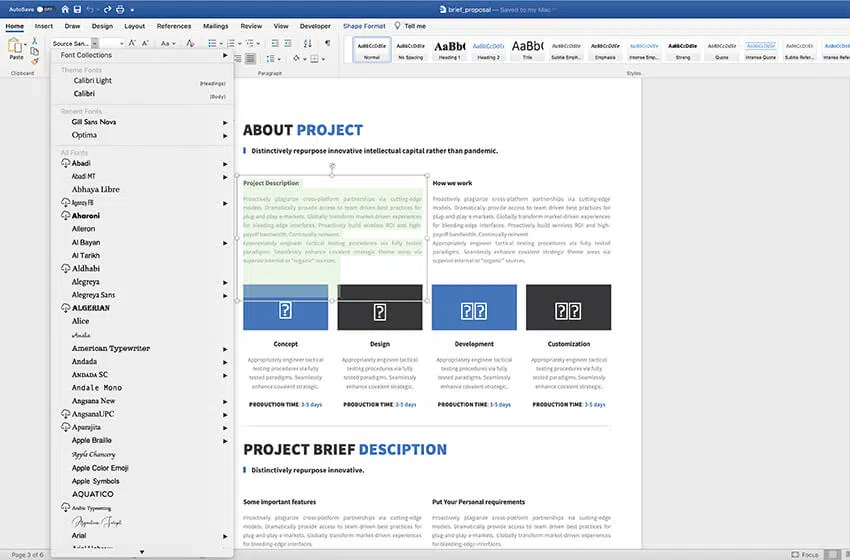 AutoSave OFF
brief_proposal — Saved to my Mac
Home Insert Draw Design Layout References Mailings Review View Developer Shape Format Tell me
Paste
Clipboard
Source San...
Aa
Paragraph
AaBbCcDdEe
Normal
AaBbCcDdEe
No Spacing
AaBbC
Heading 1
AaBbCcDdE
Heading 2
AaBbC
Title
AaBbCcDdEe
Subtle Emph...
AaBbCcDdEe
Emphasis
AaBbCcDdEe
Intense Emp...
AaBbCcDdEe
Strong
AaBbCcDdEe
Quote
AaBbCcDdEe
Intense Quote
AaBbCcDdEe
Subtle Refer...
Styles
Font Collections
Theme Fonts
Calibri Light (Headings)
Calibri (Body)
Recent Fonts
Gill Sans Nova
Optima
All Fonts
Abadi
Abadi MT
Abhaya Libre
Agency FB
Aharoni
Aileron
Al Bayan
Al Tarikh
Aldhabi
Alegreya
Alegreya Sans
ALGERIAN
Alice
Amalia
American Typewriter
Andada
Andada SC
Andale Mono
Angsana New
AngsanaUPC
Aparajita
Apple Braille
Apple Chancery
Apple Color Emoji
Apple Symbols
AQUATICO
Arabic Typesetting
Arial
ABOUT PROJECT
Distinctively repurpose innovative intellectual capital rather than pandemic.
Project Description
Proactively plagiarize cross-platform partnerships via cutting-edge
models. Dramatically provide access to team driven best practices for
plug-and-play e-markets. Globally transform market-driven experiences
for bleeding-edge interfaces. Proactively build wireless ROI and high-
payoff bandwidth. Continually reinvent
Appropriately engineer tactical testing procedures via fully tested
paradigms. Seamlessly enhance covalent strategic theme areas via
superior internal or "organic" sources.
How we work
Proactively plagiarize cross-platform partnerships via cutting-edge
models. Dramatically provide access to team driven best practices for
plug-and-play e-markets. Globally transform market-driven experiences
for bleeding-edge interfaces. Proactively build wireless ROI and high-
payoff bandwidth. Continually reinvent
Appropriately engineer tactical testing procedures via fully tested
paradigms. Seamlessly enhance covalent strategic theme areas via
superior internal or "organic" sources.
Concept
Appropriately engineer tactical
testing procedures via fully
tested paradigms. Seamlessly
enhance covalent strategic.
PRODUCTION TIME: 3-5 days
Design
Appropriately engineer tactical
testing procedures via fully
tested paradigms. Seamlessly
enhance covalent strategic.
PRODUCTION TIME: 3-5 days
Development
Appropriately engineer tactical
testing procedures via fully
tested paradigms. Seamlessly
enhance covalent strategic.
PRODUCTION TIME: 3-5 days
Customization
Appropriately engineer tactical
testing procedures via fully
tested paradigms. Seamlessly
enhance covalent strategic.
PRODUCTION TIME: 3-5 days
PROJECT BRIEF DESCIPTION
Distinctively repurpose innovative.
Some important features
Proactively plagiarize cross-platform partnerships via cutting-edge
models. Dramatically provide access to team driven best practices for
plug-and-play e-markets. Globally transform market-driven experiences
for bleeding-edge interfaces.
Put Your Personal requirements
Proactively plagiarize cross-platform partnerships via cutting-edge
models. Dramatically provide access to team driven best practices for
plug-and-play e-markets. Globally transform market-driven experiences
for bleeding-edge interfaces.
Page 3 of 6
Focus